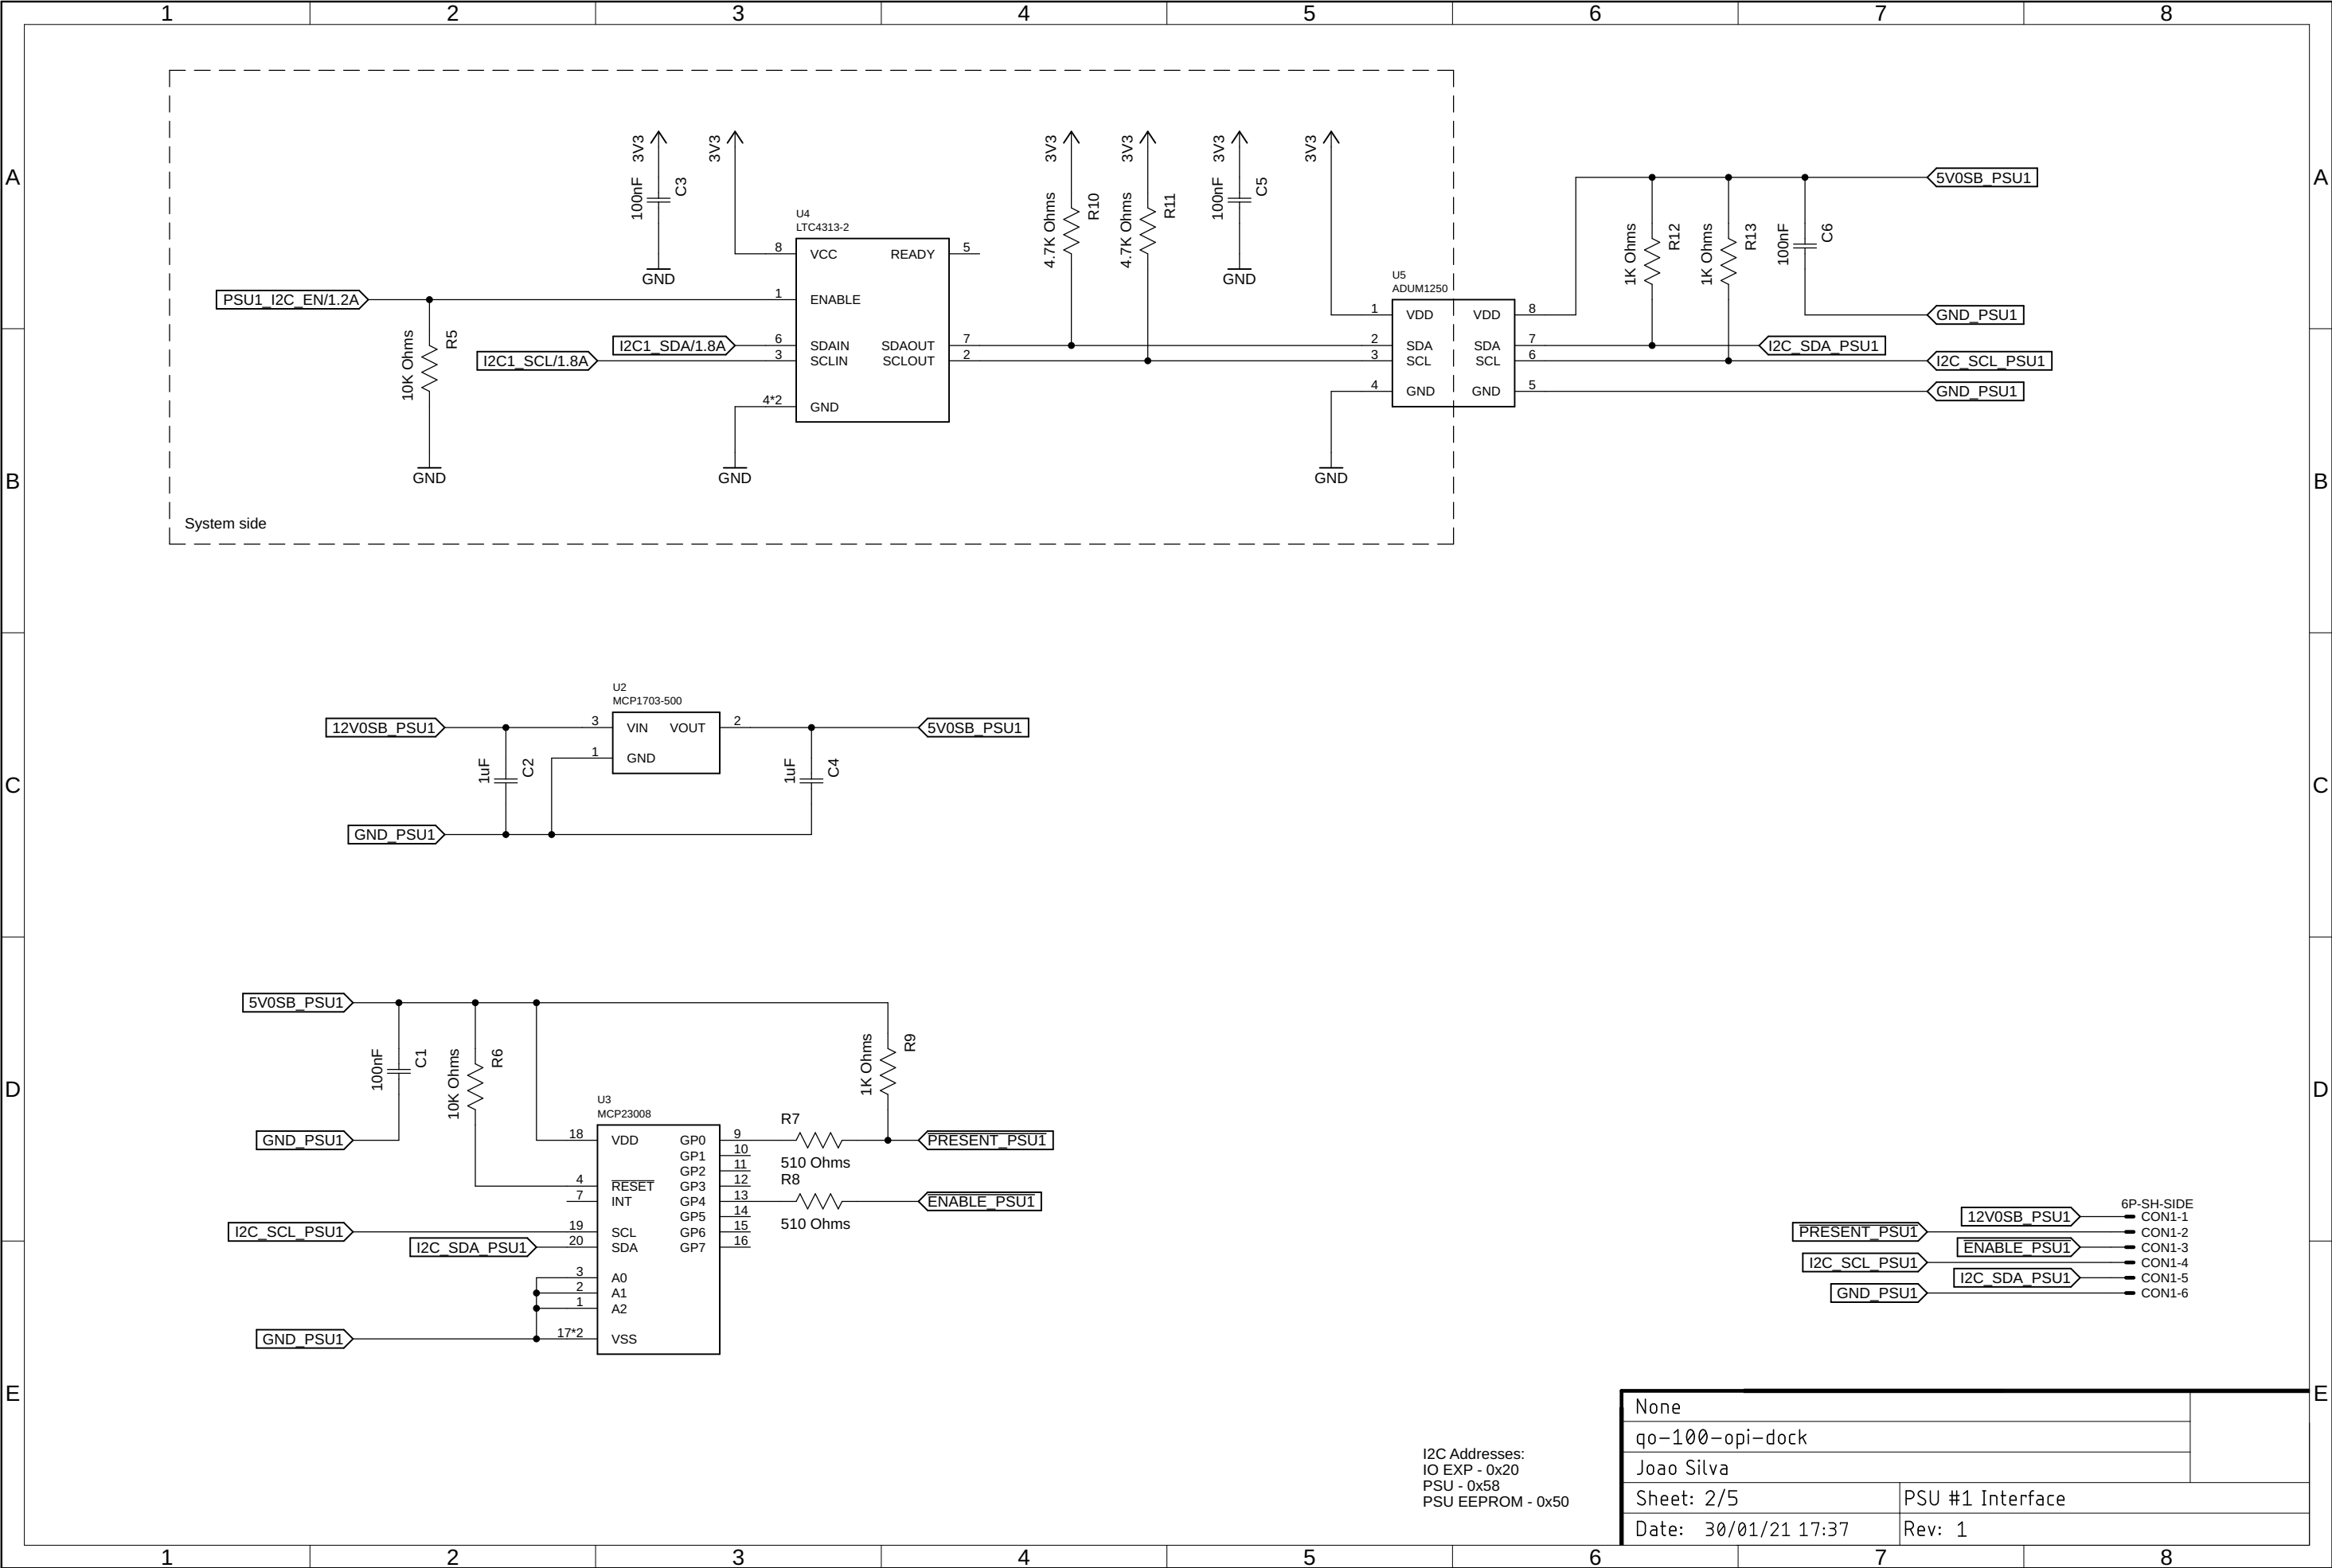 1 2 3 4 5 6 7 8
A A
B B
C C
D D
E E
3V3
100nF
C3
3V3
U4
LTC4313-2
8 VCC READY 5
1 ENABLE
6 SDAIN SDAOUT 7
3 SCLIN SCLOUT 2
4*2 GND
GND
PSU1_I2C_EN/1.2A
10K Ohms
R5
GND
I2C1_SDA/1.8A
I2C1_SCL/1.8A
GND
3V3
4.7K Ohms
R10
3V3
4.7K Ohms
R11
3V3
100nF
C5
GND
3V3
U5
ADUM1250
1 VDD VDD 8
2 SDA SDA 7
3 SCL SCL 6
4 GND GND 5
GND
1K Ohms
R12
1K Ohms
R13
100nF
C6
5V0SB_PSU1
GND_PSU1
I2C_SDA_PSU1
I2C_SCL_PSU1
GND_PSU1
System side
U2
MCP1703-500
12V0SB_PSU1
3 VIN VOUT 2
5V0SB_PSU1
1 GND
1uF
C2
1uF
C4
GND_PSU1
5V0SB_PSU1
100nF
C1
10K Ohms
R6
1K Ohms
R9
GND_PSU1
U3
MCP23008
18 VDD GP0 9
GP1 10
GP2 11
4 RESET GP3 12
7 INT GP4 13
GP5 14
19 SCL GP6 15
20 SDA GP7 16
3 A0
2 A1
1 A2
17*2 VSS
R7
510 Ohms
PRESENT_PSU1
R8
510 Ohms
ENABLE_PSU1
I2C_SCL_PSU1
I2C_SDA_PSU1
GND_PSU1
6P-SH-SIDE
12V0SB_PSU1 CON1-1
PRESENT_PSU1 CON1-2
ENABLE_PSU1 CON1-3
I2C_SCL_PSU1 CON1-4
I2C_SDA_PSU1 CON1-5
GND_PSU1 CON1-6
I2C Addresses:
IO EXP - 0x20
PSU - 0x58
PSU EEPROM - 0x50
None
qo-100-opi-dock
Joao Silva
Sheet: 2/5 PSU #1 Interface
Date: 30/01/21 17:37 Rev: 1
1 2 3 4 5 6 7 8